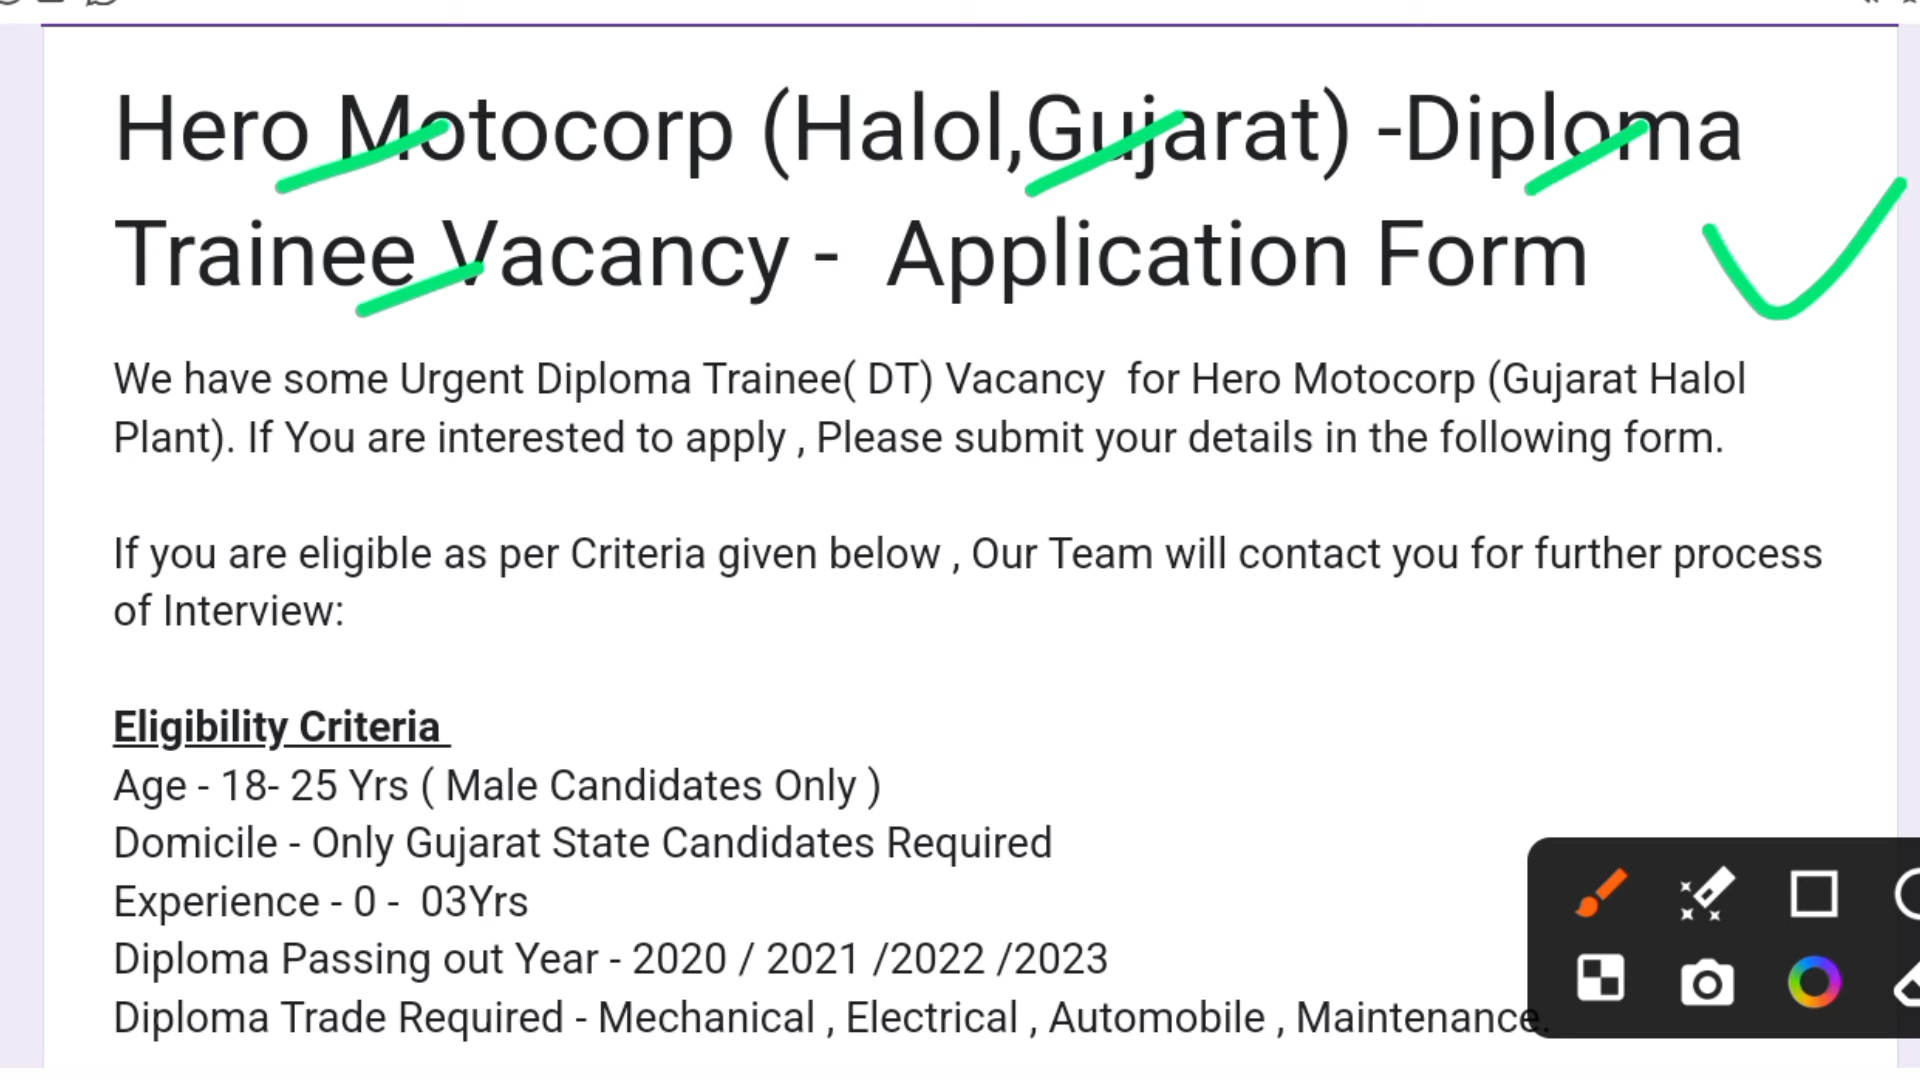 Hero Motocorp (Halol,Gujarat) -Diploma
Trainee Vacancy -  Application Form
We have some Urgent Diploma Trainee( DT) Vacancy  for Hero Motocorp (Gujarat Halol
Plant). If You are interested to apply , Please submit your details in the following form.
If you are eligible as per Criteria given below , Our Team will contact you for further process
of Interview:
Eligibility Criteria
Age - 18- 25 Yrs ( Male Candidates Only )
Domicile - Only Gujarat State Candidates Required
Experience - 0 -  03Yrs
Diploma Passing out Year - 2020 / 2021 /2022 /2023
Diploma Trade Required - Mechanical , Electrical , Automobile , Maintenance.